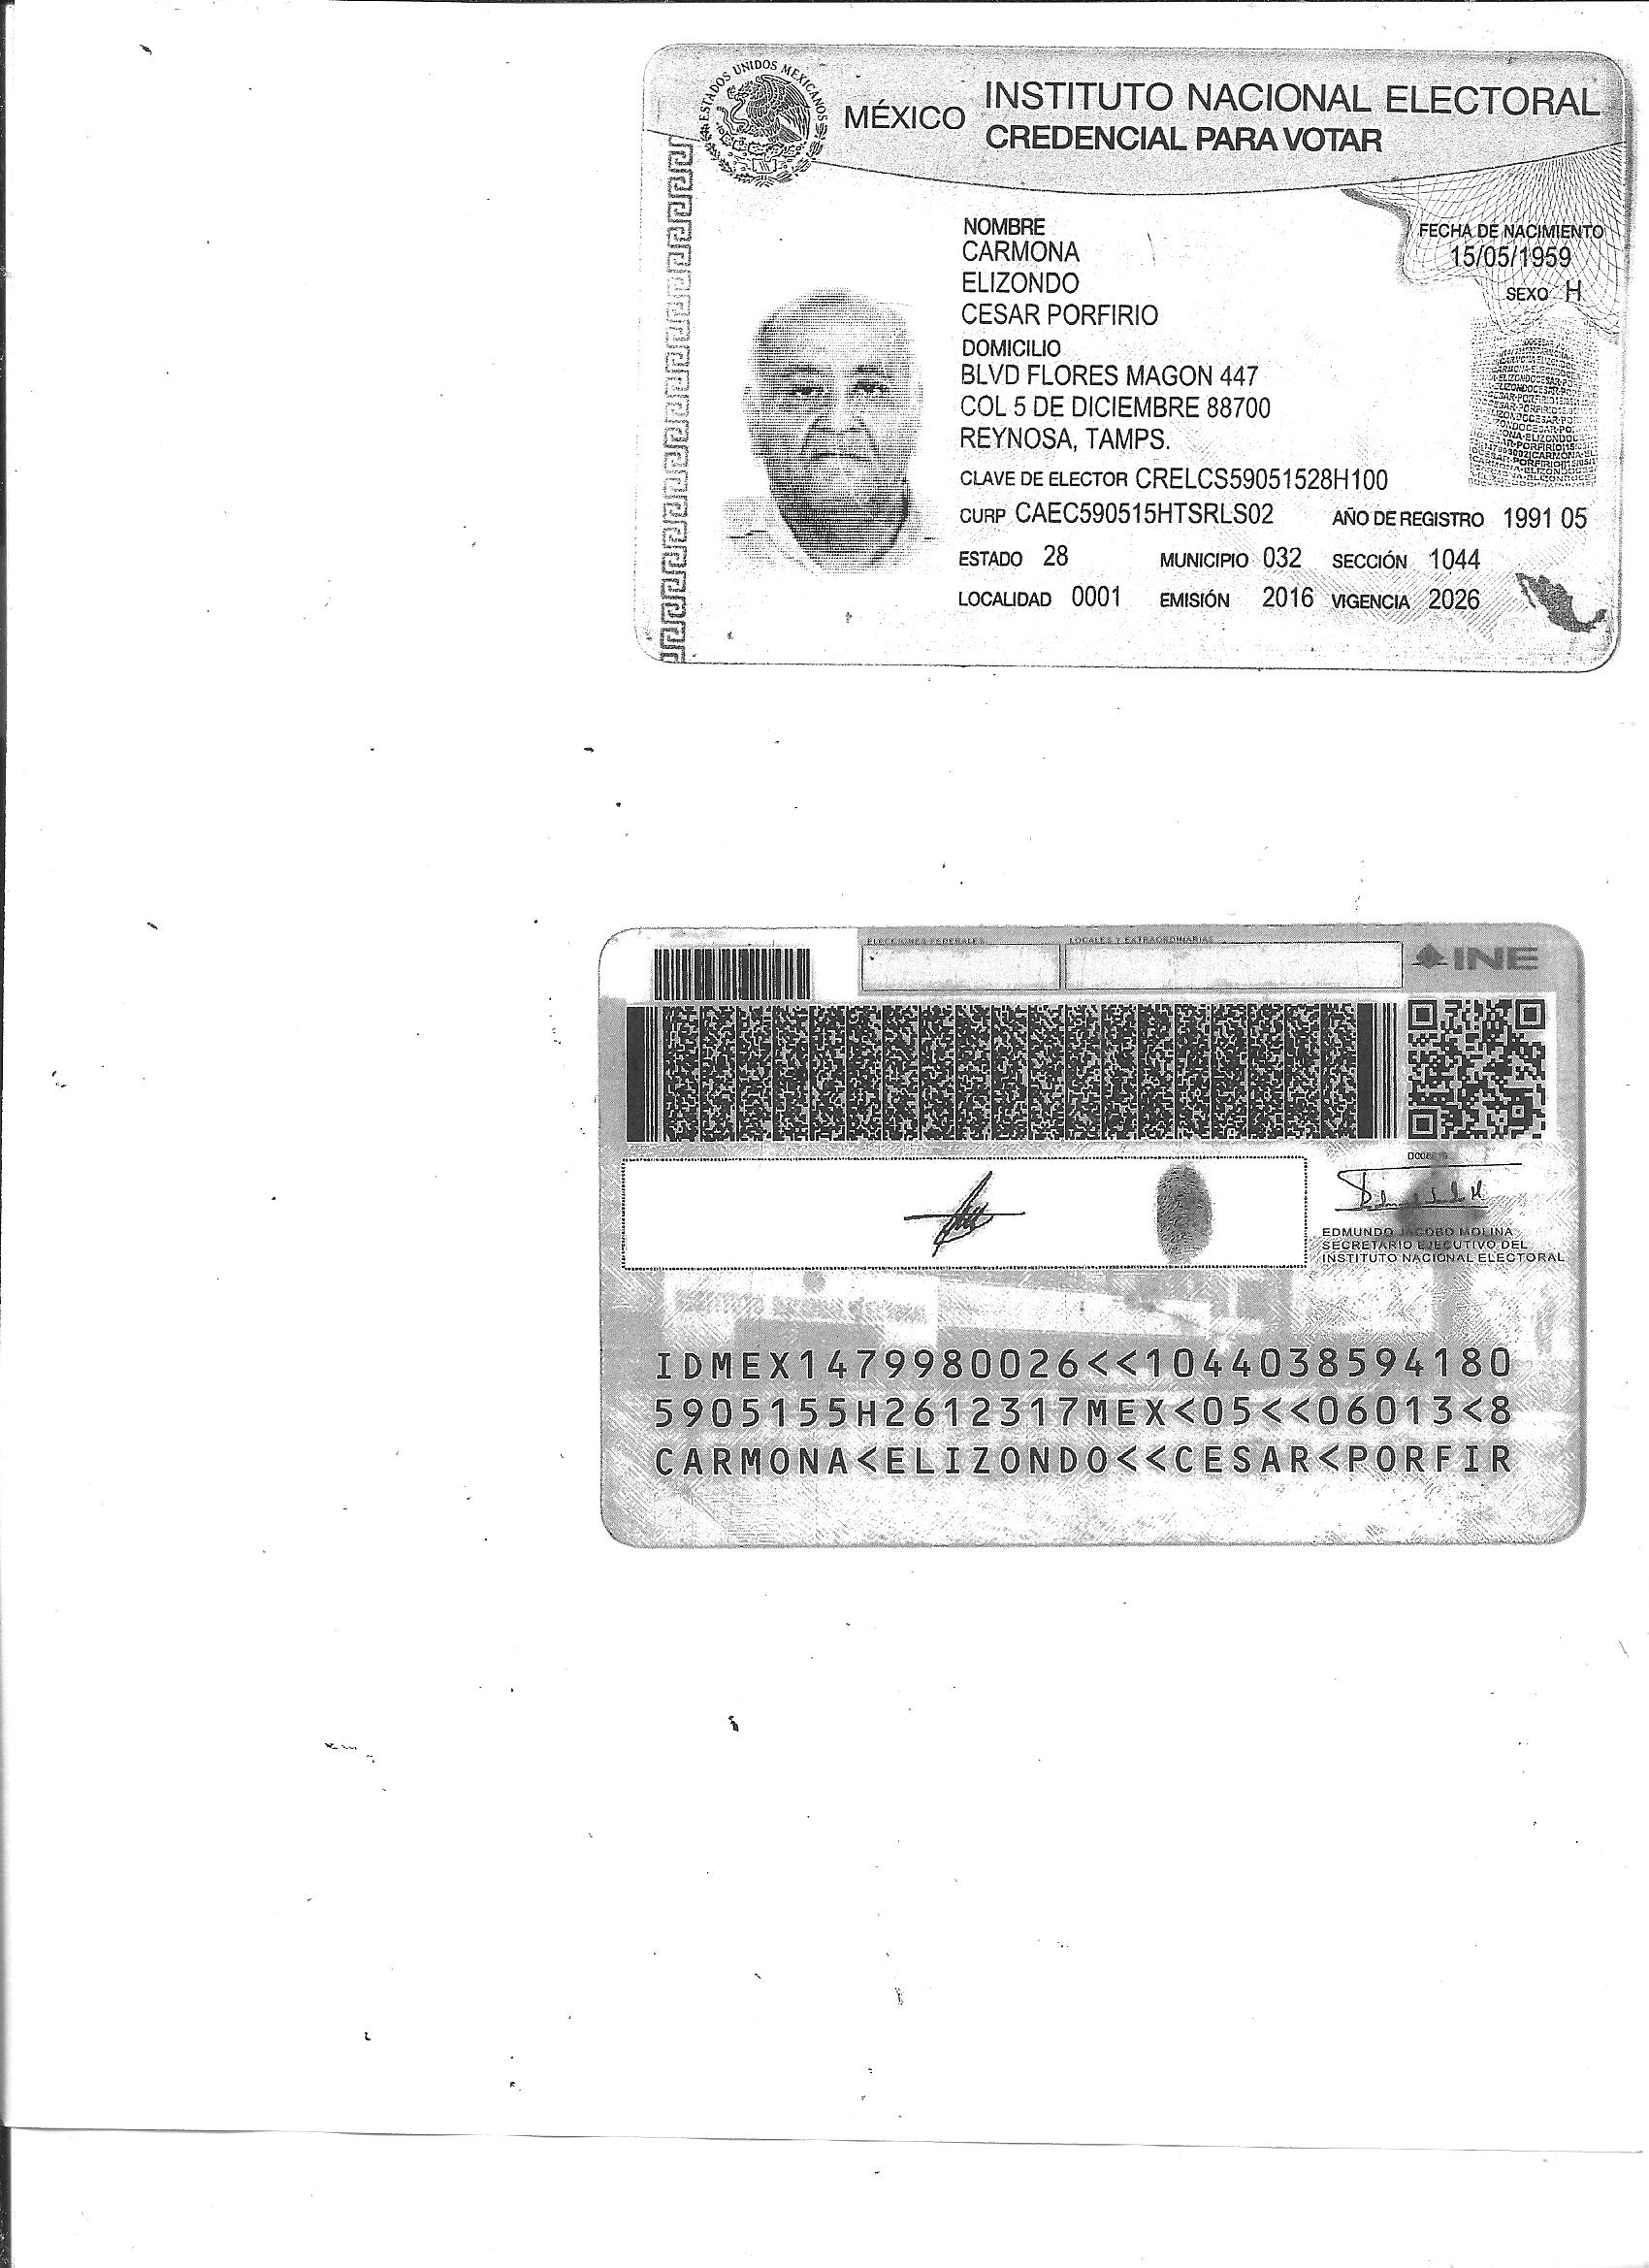 ESTADOS UNIDOS MEXICANOS
MÉXICO INSTITUTO NACIONAL ELECTORAL
CREDENCIAL PARA VOTAR
NOMBRE
CARMONA
ELIZONDO
CESAR PORFIRIO
FECHA DE NACIMIENTO
15/05/1959
SEXO H
DOMICILIO
BLVD FLORES MAGON 447
COL 5 DE DICIEMBRE 88700
REYNOSA, TAMPS.
CLAVE DE ELECTOR CRELCS59051528H100
CURP CAEC590515HTSRLS02 AÑO DE REGISTRO 1991 05
ESTADO 28 MUNICIPIO 032 SECCIÓN 1044
LOCALIDAD 0001 EMISIÓN 2016 VIGENCIA 2026
ELECCIONES FEDERALES LOCALES Y EXTRAORDINARIAS
INE
EDMUNDO JACOBO MOLINA
SECRETARIO EJECUTIVO DEL
INSTITUTO NACIONAL ELECTORAL
IDMEX1479980026<<1044038594180
5905155H2612317MEX<05<<06013<8
CARMONA<ELIZONDO<<CESAR<PORFIR